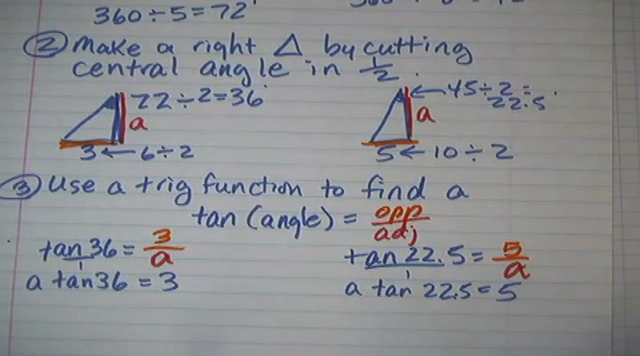 360÷5=72
② Make a right △ by cutting
central angle in 1/2.
72÷2=36
←45÷2=
22.5
a
a
3←6÷2
5←10÷2
③ Use a trig function to find a
tan (angle) = opp/adj
tan 36 = 3/a
tan 22.5 = 5/a
1
1
a tan 36 = 3
a tan 22.5 = 5